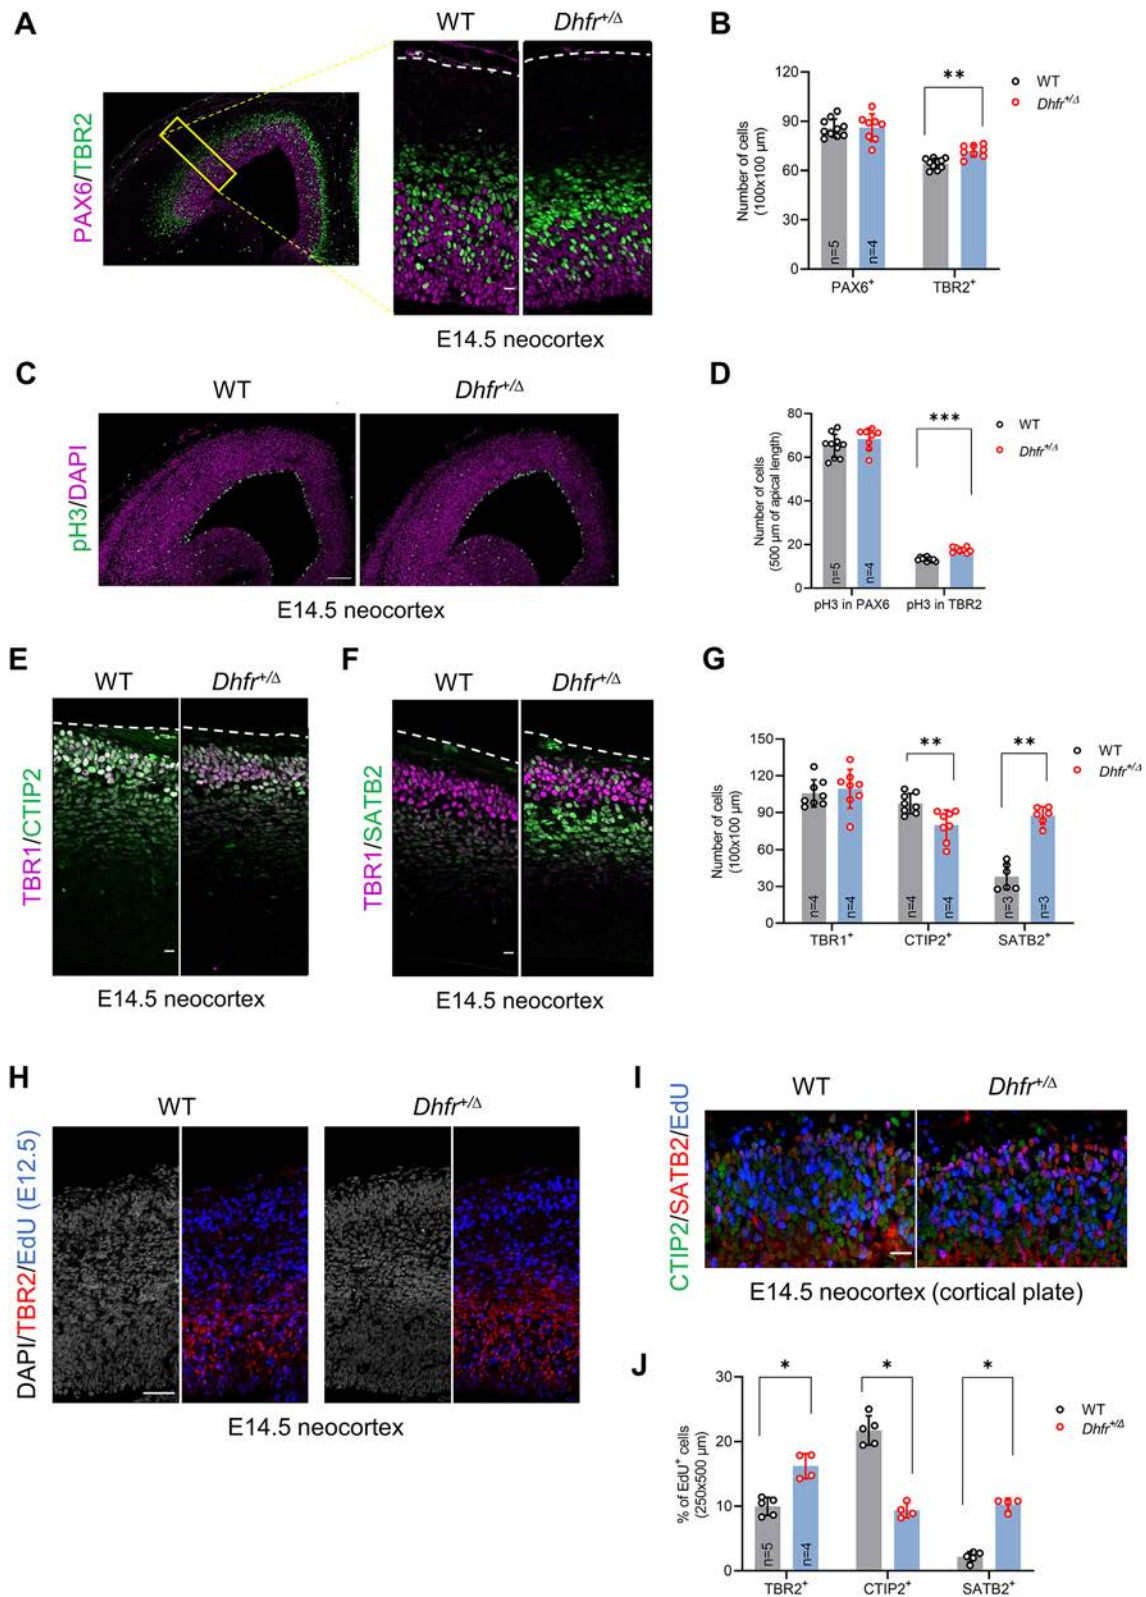 A
WT
Dhfr+/Δ
PAX6/TBR2
E14.5 neocortex
B
Number of cells
(100x100 µm)
120
90
60
30
0
**
WT
Dhfr+/Δ
n=5
n=4
PAX6+
TBR2+
C
WT
Dhfr+/Δ
pH3/DAPI
E14.5 neocortex
D
Number of cells
(500 µm of apical length)
80
60
40
20
0
***
WT
Dhfr+/Δ
n=5
n=4
pH3 in PAX6
pH3 in TBR2
E
WT
Dhfr+/Δ
TBR1/CTIP2
E14.5 neocortex
F
WT
Dhfr+/Δ
TBR1/SATB2
E14.5 neocortex
G
Number of cells
(100x100 µm)
150
120
90
60
30
0
**
**
WT
Dhfr+/Δ
n=4
n=4
n=4
n=4
n=3
n=3
TBR1+
CTIP2+
SATB2+
H
WT
Dhfr+/Δ
DAPI/TBR2/EdU (E12.5)
E14.5 neocortex
I
WT
Dhfr+/Δ
CTIP2/SATB2/EdU
E14.5 neocortex (cortical plate)
J
% of EdU+ cells
(250x500 µm)
30
20
10
0
*
*
*
WT
Dhfr+/Δ
n=5
n=4
TBR2+
CTIP2+
SATB2+